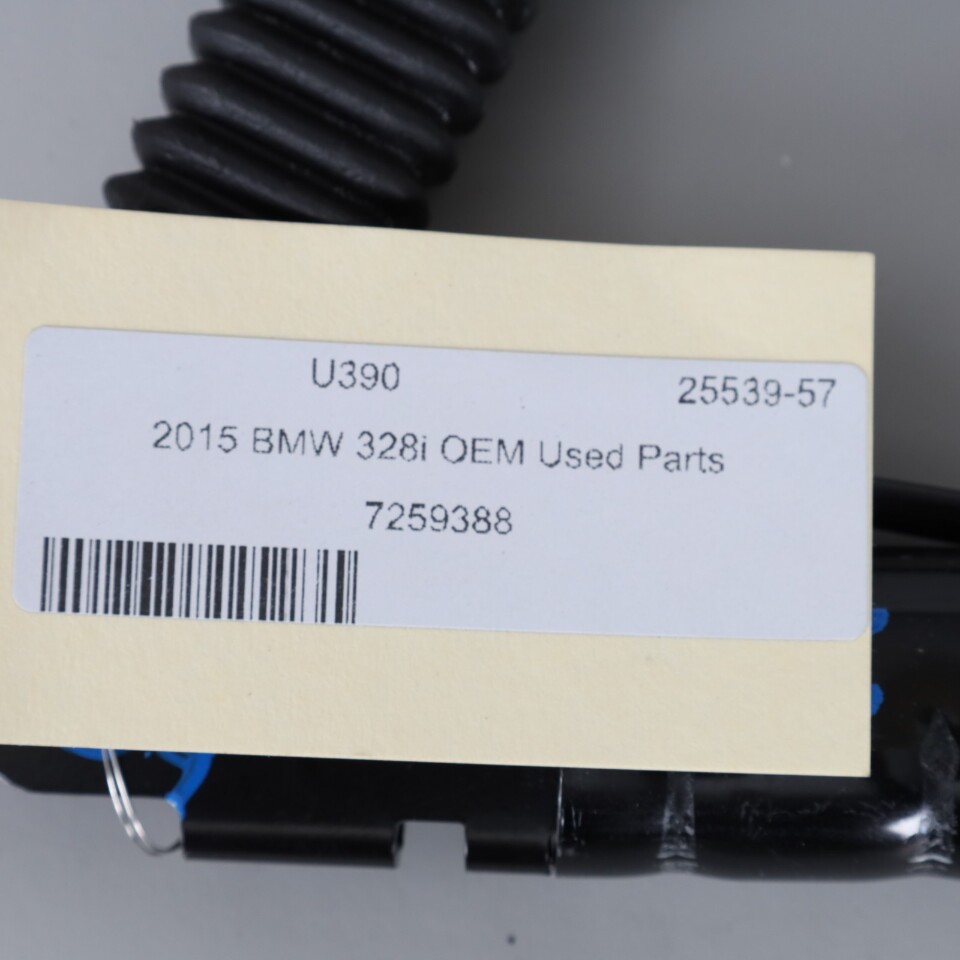 U390 25539-57
2015 BMW 328i OEM Used Parts
7259388